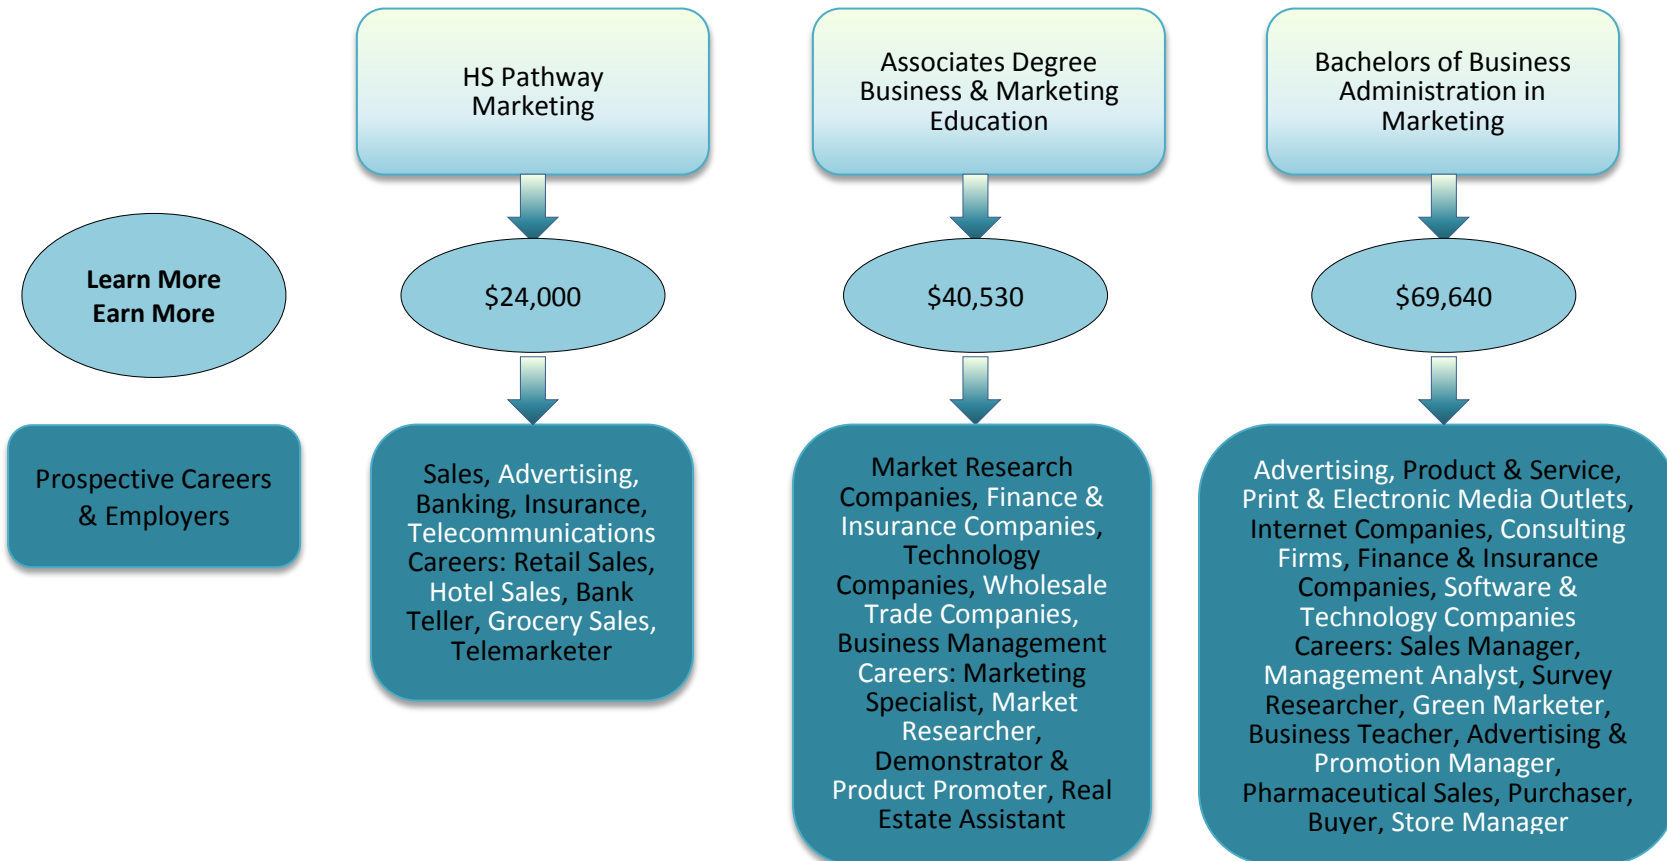 HS Pathway
Marketing
Associates Degree
Business & Marketing
Education
Bachelors of Business
Administration in
Marketing
Learn More
Earn More
$24,000
$40,530
$69,640
Prospective Careers
& Employers
Sales, Advertising,
Banking, Insurance,
Telecommunications
Careers: Retail Sales,
Hotel Sales, Bank
Teller, Grocery Sales,
Telemarketer
Market Research
Companies, Finance &
Insurance Companies,
Technology
Companies, Wholesale
Trade Companies,
Business Management
Careers: Marketing
Specialist, Market
Researcher,
Demonstrator &
Product Promoter, Real
Estate Assistant
Advertising, Product & Service,
Print & Electronic Media Outlets,
Internet Companies, Consulting
Firms, Finance & Insurance
Companies, Software &
Technology Companies
Careers: Sales Manager,
Management Analyst, Survey
Researcher, Green Marketer,
Business Teacher, Advertising &
Promotion Manager,
Pharmaceutical Sales, Purchaser,
Buyer, Store Manager